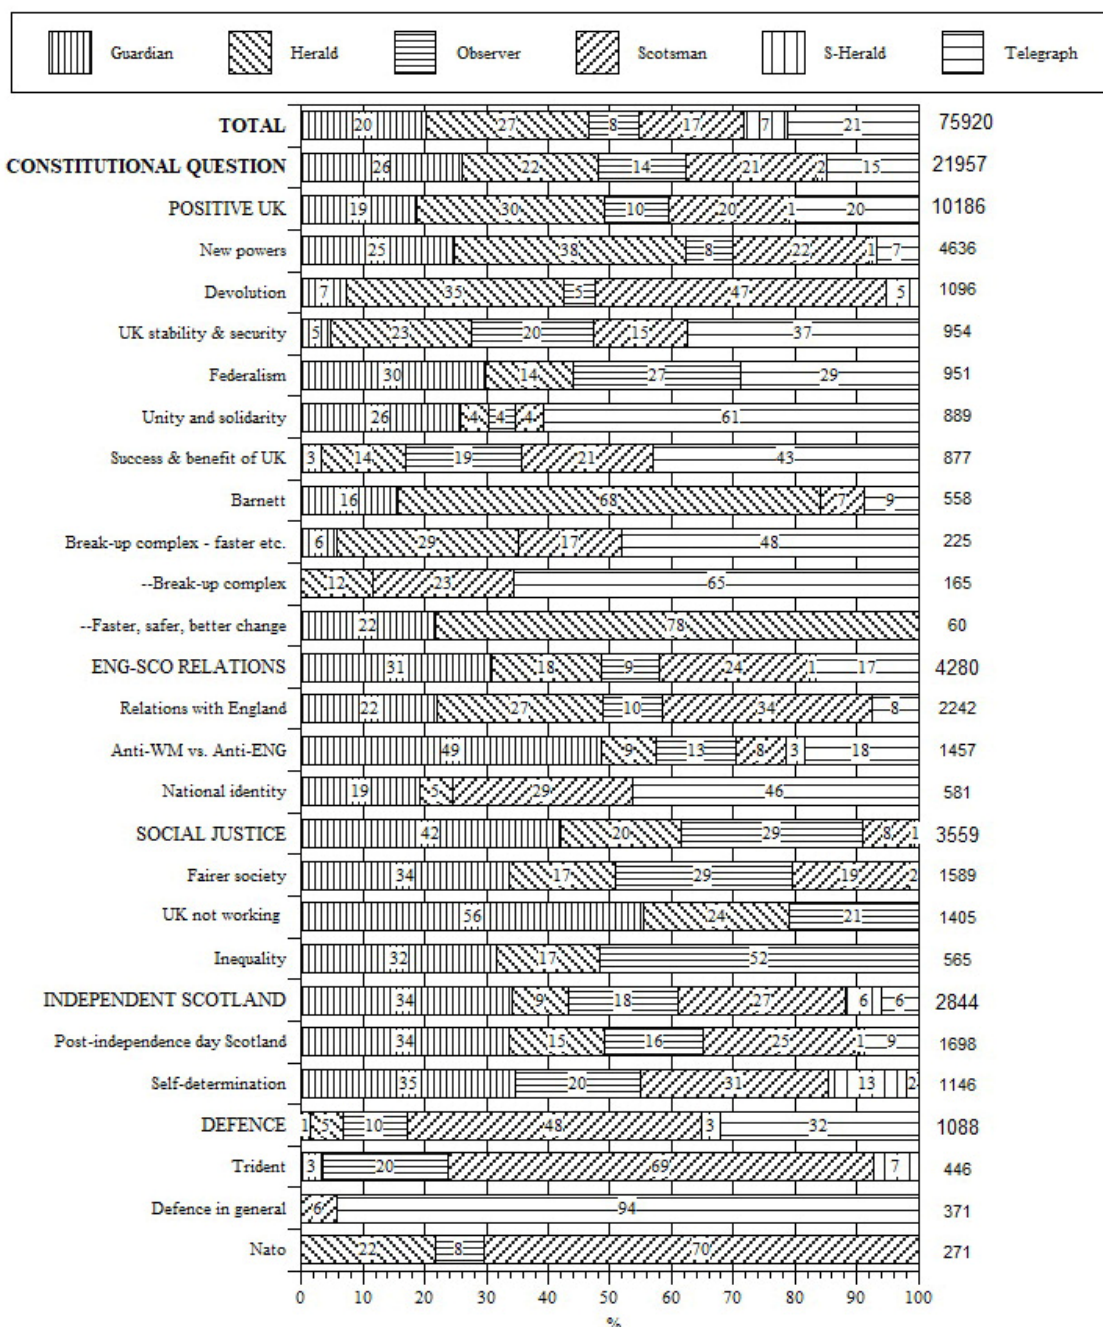 Guardian Herald Observer Scotsman S-Herald Telegraph
TOTAL 20 27 8 17 7 21 75920
CONSTITUTIONAL QUESTION 26 22 14 21 2 15 21957
POSITIVE UK 19 30 10 20 1 20 10186
New powers 25 38 8 22 1 7 4636
Devolution 7 35 5 47 5 1096
UK stability & security 5 23 20 15 37 954
Federalism 30 14 27 29 951
Unity and solidarity 26 4 4 4 61 889
Success & benefit of UK 3 14 19 21 43 877
Barnett 16 68 7 9 558
Break-up complex - faster etc. 6 29 17 48 225
--Break-up complex 12 23 65 165
--Faster, safer, better change 22 78 60
ENG-SCO RELATIONS 31 18 9 24 1 17 4280
Relations with England 22 27 10 34 8 2242
Anti-WM vs. Anti-ENG 49 9 13 8 3 18 1457
National identity 19 5 29 46 581
SOCIAL JUSTICE 42 20 29 8 1 3559
Fairer society 34 17 29 19 2 1589
UK not working 56 24 21 1405
Inequality 32 17 52 565
INDEPENDENT SCOTLAND 34 9 18 27 6 6 2844
Post-independence day Scotland 34 15 16 25 1 9 1698
Self-determination 35 20 31 13 2 1146
DEFENCE 1 5 10 48 3 32 1088
Trident 3 20 69 7 446
Defence in general 6 94 371
Nato 22 8 70 271
0 10 20 30 40 50 60 70 80 90 100
%